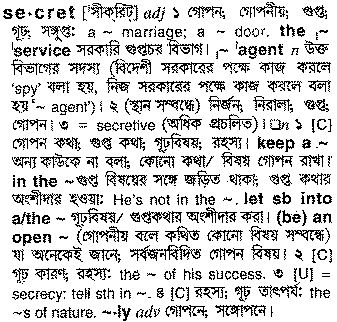 se·cret ['সীকরিট্] adj ১ গোপন; গোপনীয়; গুপ্ত;
গূঢ়; সঙ্গুপ্ত: a ~ marriage; a ~ door. the ˌ~
'service সরকারি গুপ্তচর বিভাগ। ˌ~ 'agent n উক্ত
বিভাগের সদস্য (বিদেশী সরকারের পক্ষে কাজ করলে
'spy' বলা হয়, নিজ সরকারের পক্ষে কাজ করলে বলা
হয় '~ agent')। ২ (স্থান সম্বন্ধে) নির্জন; নিরালা; গুপ্ত;
গোপন। ৩ = secretive (অধিক প্রচলিত)। □n ১ [C]
গোপন কথা; গুপ্ত কথা; গূঢ়বিষয়; রহস্য। keep a ~
অন্য কাউকে না বলা; কোনো কথা/ বিষয় গোপন রাখা।
in the ~ গুপ্ত বিষয়ের সঙ্গে জড়িত থাকা; গুপ্ত কথার
অংশীদার হওয়া: He's not in the ~. let sb into
a/the ~ গূঢ়বিষয়/ গুপ্তকথার অংশীদার করা। (be) an
open ~ (গোপনীয় বলে কথিত কোনো বিষয় সম্বন্ধে)
যা অনেকেই জানে; সর্বজনবিদিত গোপন বিষয়। ২ [C]
গূঢ় কারণ; রহস্য: the ~ of his success. ৩ [U] =
secrecy: tell sth in ~. ৪ [C] রহস্য; গূঢ় তাৎপর্য: the
~s of nature. ~·ly adv গোপনে; সঙ্গোপনে।